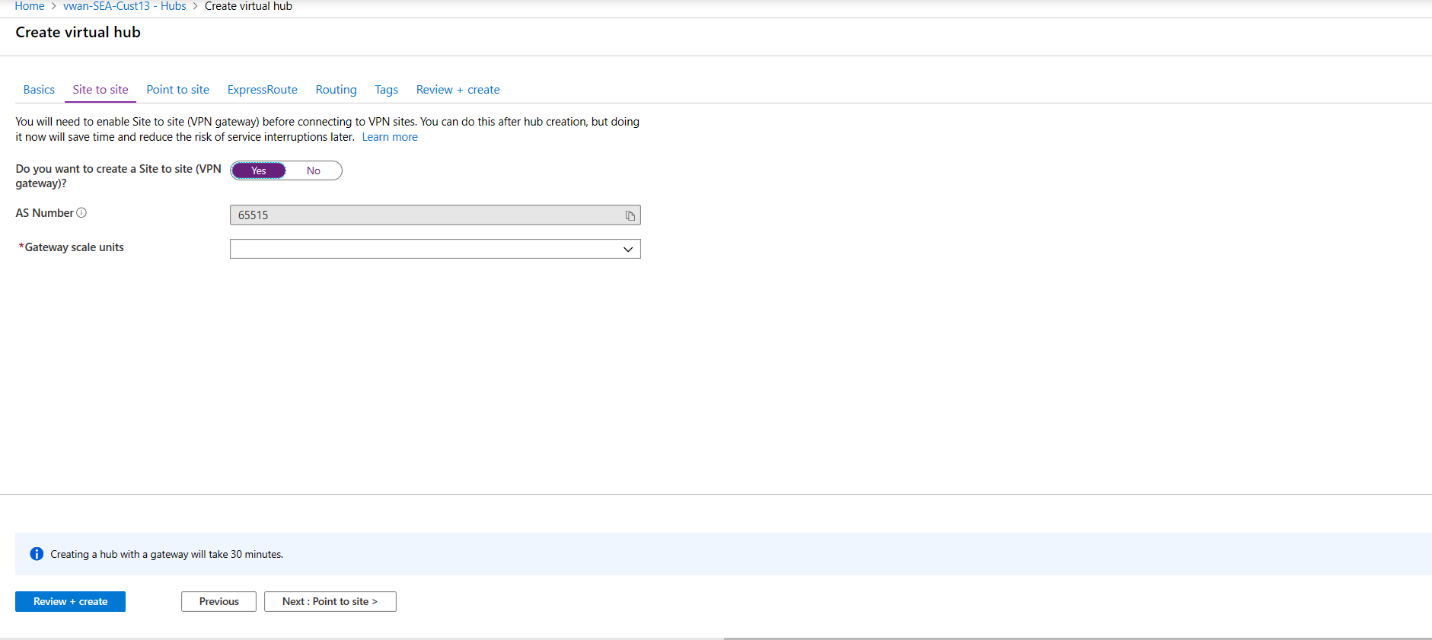 Home > vwan-SEA-Cust13 - Hubs > Create virtual hub
Create virtual hub
Basics Site to site Point to site ExpressRoute Routing Tags Review + create
You will need to enable Site to site (VPN gateway) before connecting to VPN sites. You can do this after hub creation, but doing
it now will save time and reduce the risk of service interruptions later. Learn more
Do you want to create a Site to site (VPN
gateway)?
Yes No
AS Number
65515
*Gateway scale units
Creating a hub with a gateway will take 30 minutes.
Review + create Previous Next : Point to site >